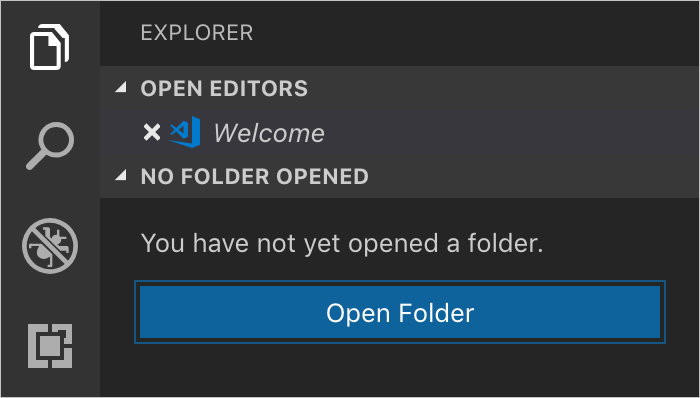 EXPLORER
OPEN EDITORS
Welcome
NO FOLDER OPENED
You have not yet opened a folder.
Open Folder